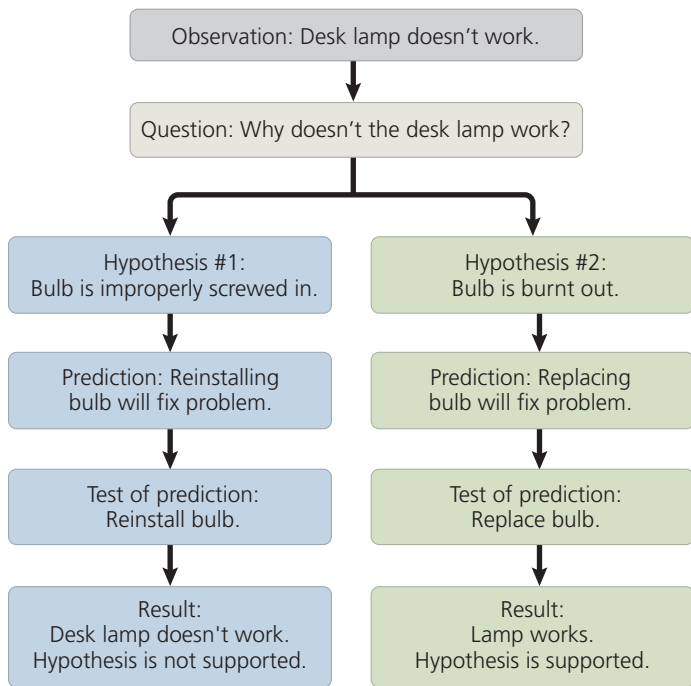 Observation: Desk lamp doesn’t work.
Question: Why doesn’t the desk lamp work?
Hypothesis #1:
Bulb is improperly screwed in.
Prediction: Reinstalling
bulb will fix problem.
Test of prediction:
Reinstall bulb.
Result:
Desk lamp doesn't work.
Hypothesis is not supported.
Hypothesis #2:
Bulb is burnt out.
Prediction: Replacing
bulb will fix problem.
Test of prediction:
Replace bulb.
Result:
Lamp works.
Hypothesis is supported.